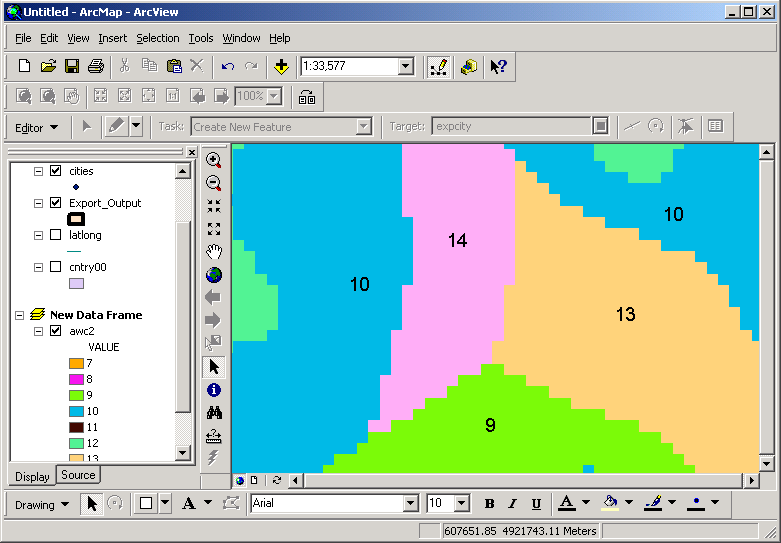 Untitled - ArcMap - ArcView
File Edit View Insert Selection Tools Window Help
1:33,577
1:1
100%
Editor
Task: Create New Feature
Target: expcity
cities
Export_Output
latlong
cntry00
New Data Frame
awc2
VALUE
7
8
9
10
11
12
13
Display Source
10
14
10
13
9
Drawing
A
Arial
10
B I U
A
607651.85 4921743.11 Meters